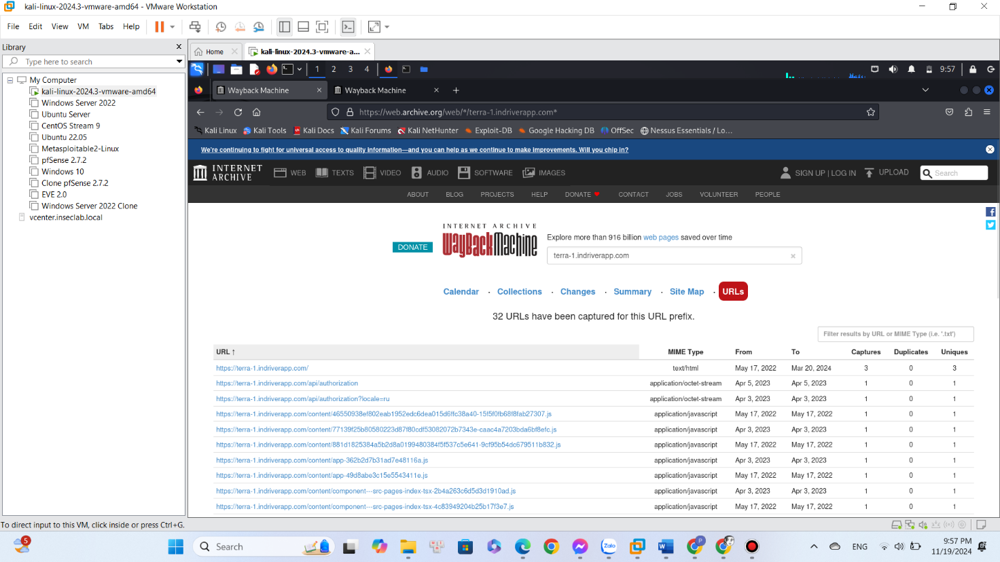 kali-linux-2024.3-vmware-amd64 - VMware Workstation
File Edit View VM Tabs Help
Library
Type here to search
My Computer
kali-linux-2024.3-vmware-amd64
Windows Server 2022
Ubuntu Server
CentOS Stream 9
Ubuntu 22.05
Metasploitable2-Linux
pfSense 2.7.2
Windows 10
Clone pfSense 2.7.2
EVE 2.0
Windows Server 2022 Clone
vcenter.inseclab.local
Home kali-linux-2024.3-vmware-a...
1 2 3 4 9:57
Wayback Machine Wayback Machine
https://web.archive.org/web/*/terra-1.indriverapp.com*
Kali Linux Kali Tools Kali Docs Kali Forums Kali NetHunter Exploit-DB Google Hacking DB OffSec Nessus Essentials / Lo...
We're continuing to fight for universal access to quality information—and you can help as we continue to make improvements. Will you chip in?
INTERNET ARCHIVE WEB TEXTS VIDEO AUDIO SOFTWARE IMAGES SIGN UP | LOG IN UPLOAD Search
ABOUT BLOG PROJECTS HELP DONATE CONTACT JOBS VOLUNTEER PEOPLE
INTERNET ARCHIVE
DONATE WayBackMachine
Explore more than 916 billion web pages saved over time
terra-1.indriverapp.com
Calendar · Collections · Changes · Summary · Site Map · URLs
32 URLs have been captured for this URL prefix.
Filter results by URL or MIME Type (i.e. '.txt')
URL ↑ MIME Type From To Captures Duplicates Uniques
https://terra-1.indriverapp.com/ text/html May 17, 2022 Mar 20, 2024 3 0 3
https://terra-1.indriverapp.com/api/authorization application/octet-stream Apr 5, 2023 Apr 5, 2023 1 0 1
https://terra-1.indriverapp.com/api/authorization?locale=ru application/octet-stream Apr 3, 2023 Apr 3, 2023 1 0 1
https://terra-1.indriverapp.com/content/46550938ef802eab1952edc6dea015d6ffc38a40-15f5f0fb68f8fab27307.js application/javascript May 17, 2022 May 17, 2022 1 0 1
https://terra-1.indriverapp.com/content/77139f25b80580223d87f80cdf53082072b7343e-caac4a7203bda6bf8efc.js application/javascript Apr 3, 2023 Apr 3, 2023 1 0 1
https://terra-1.indriverapp.com/content/881d1825384a5b2d8a0199480384f5f537c5e641-9cf95b54dc679511b832.js application/javascript May 17, 2022 May 17, 2022 1 0 1
https://terra-1.indriverapp.com/content/app-362b2d7b31ad7e48116a.js application/javascript Apr 3, 2023 Apr 3, 2023 1 0 1
https://terra-1.indriverapp.com/content/app-49d8abe3c15e5543411e.js application/javascript May 17, 2022 May 17, 2022 1 0 1
https://terra-1.indriverapp.com/content/component---src-pages-index-tsx-2b4a263c6d5d3d1910ad.js application/javascript Apr 3, 2023 Apr 3, 2023 1 0 1
https://terra-1.indriverapp.com/content/component---src-pages-index-tsx-4c83949204b25b17f3e7.js application/javascript May 17, 2022 May 17, 2022 1 0 1
To direct input to this VM, click inside or press Ctrl+G.
5 Search Zalo P ENG 9:57 PM
11/19/2024